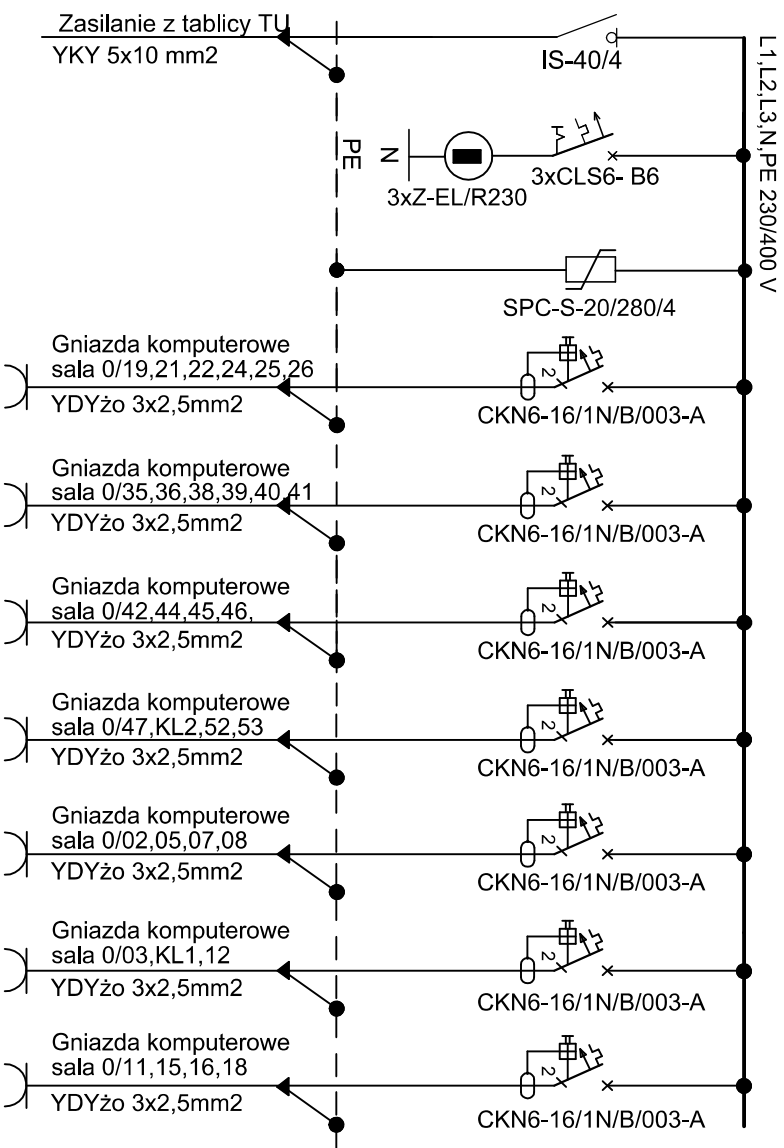 Zasilanie z tablicy TU
YKY 5x10 mm2
IS-40/4
L1,L2,L3,N,PE 230/400 V
PE
N
3xZ-EL/R230
3xCLS6- B6
SPC-S-20/280/4
Gniazda komputerowe
sala 0/19,21,22,24,25,26
YDYżo 3x2,5mm2
2
CKN6-16/1N/B/003-A
Gniazda komputerowe
sala 0/35,36,38,39,40,41
YDYżo 3x2,5mm2
2
CKN6-16/1N/B/003-A
Gniazda komputerowe
sala 0/42,44,45,46,
YDYżo 3x2,5mm2
2
CKN6-16/1N/B/003-A
Gniazda komputerowe
sala 0/47,KL2,52,53
YDYżo 3x2,5mm2
2
CKN6-16/1N/B/003-A
Gniazda komputerowe
sala 0/02,05,07,08
YDYżo 3x2,5mm2
2
CKN6-16/1N/B/003-A
Gniazda komputerowe
sala 0/03,KL1,12
YDYżo 3x2,5mm2
2
CKN6-16/1N/B/003-A
Gniazda komputerowe
sala 0/11,15,16,18
YDYżo 3x2,5mm2
2
CKN6-16/1N/B/003-A